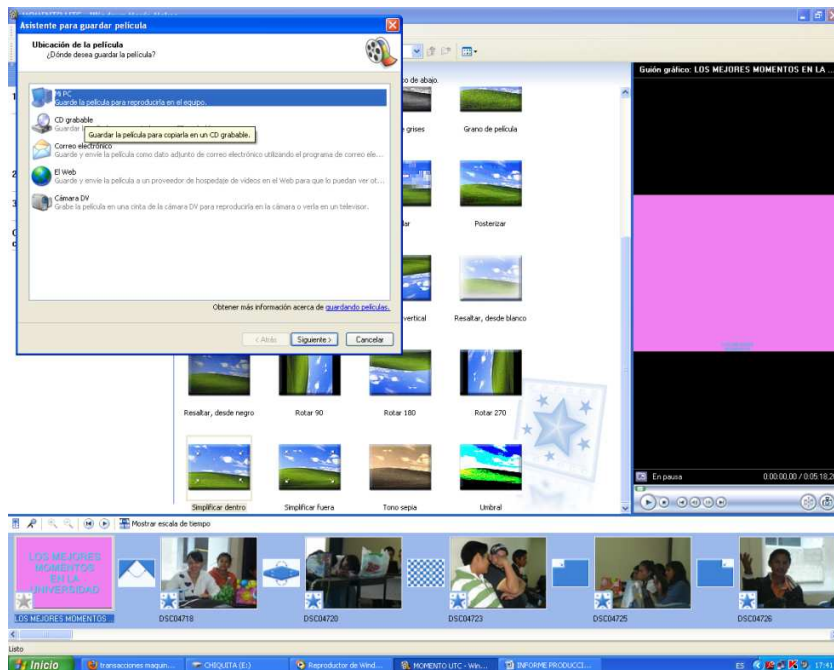 Asistente para guardar película
Ubicación de la película
¿Dónde desea guardar la película?
Mi PC
Guarde la película para reproducirla en el equipo.
CD grabable
Guardar l
Guardar la película para copiarla en un CD grabable.
Correo electrónico
Guarde y envíe la película como dato adjunto de correo electrónico utilizando el programa de correo ele...
El Web
Guarde y envíe la película a un proveedor de hospedaje de vídeos en el Web para que lo puedan ver ot...
Cámara DV
Grabe la película en una cinta de la cámara DV para reproducirla en la cámara o verla en un televisor.
Obtener más información acerca de guardando películas.
< Atrás
Siguiente >
Cancelar
o de abajo.
grises
Grano de película
lar
Posterizar
vertical
Resaltar, desde blanco
Resaltar, desde negro
Rotar 90
Rotar 180
Rotar 270
Simplificar dentro
Simplificar fuera
Tono sepia
Umbral
Guión gráfico: LOS MEJORES MOMENTOS EN LA ...
En pausa
0:00:00,00 / 0:05:18,2
Mostrar escala de tiempo
LOS MEJORES
MOMENTOS
EN LA
UNIVERSIDAD
LOS MEJORES MOMENTOS ...
DSC04718
DSC04720
DSC04723
DSC04725
DSC04726
Listo
Inicio
transacciones maquin...
CHIQUITA (E:)
Reproductor de Wind...
MOMENTO UTC - Win...
INFORME PRODUCCI...
ES
17:41